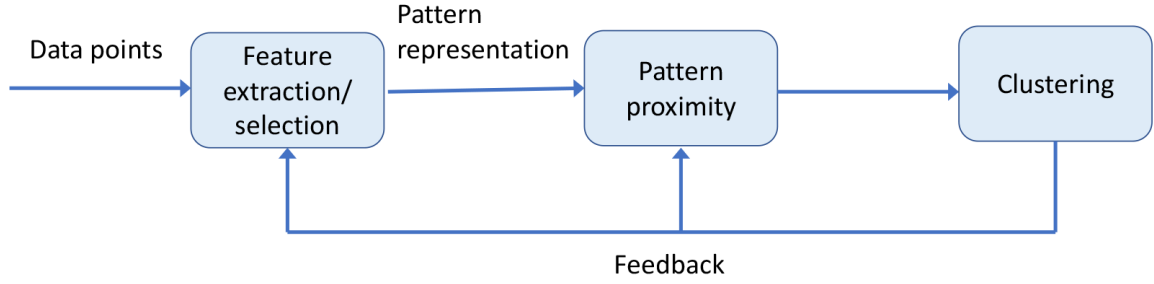 Data points
Feature
extraction/
selection
Pattern
representation
Pattern
proximity
Clustering
Feedback